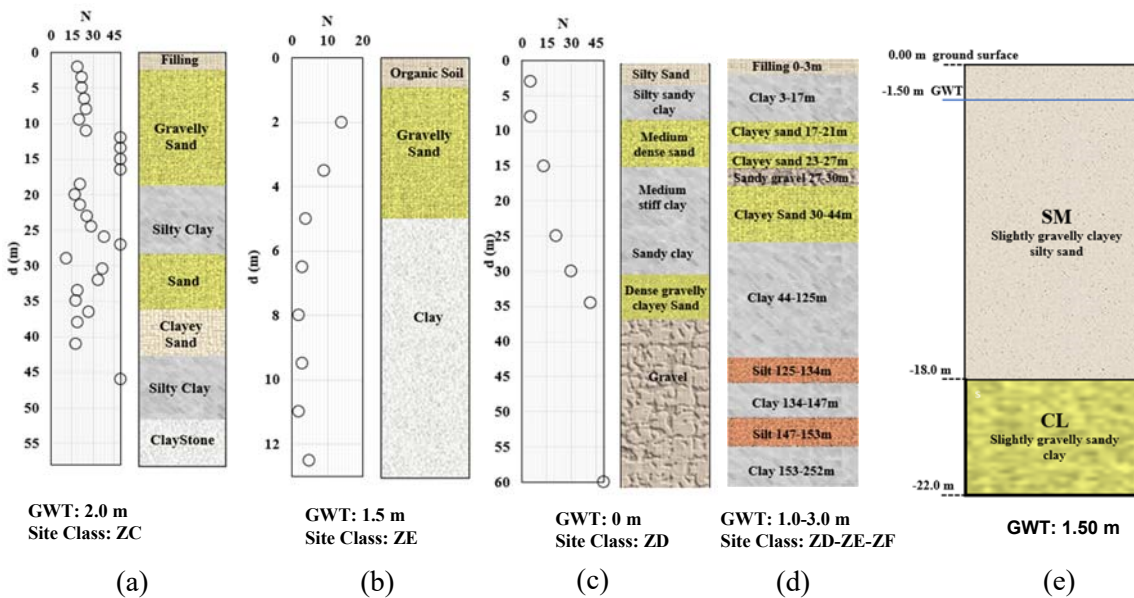 N
0 15 30 45
0
5
10
15
20
25
30
35
40
45
50
55
d (m)
Filling
Gravelly
Sand
Silty Clay
Sand
Clayey
Sand
Silty Clay
ClayStone
GWT: 2.0 m
Site Class: ZC
(a)
N
0 10 20
0
2
4
6
8
10
12
d (m)
Organic Soil
Gravelly
Sand
Clay
GWT: 1.5 m
Site Class: ZE
(b)
N
0 15 30 45
0
5
10
15
20
25
30
35
40
45
50
55
60
d (m)
Silty Sand
Silty sandy
clay
Medium
dense sand
Medium
stiff clay
Sandy clay
Dense gravelly
clayey Sand
Gravel
GWT: 0 m
Site Class: ZD
(c)
Filling 0-3m
Clay 3-17m
Clayey sand 17-21m
Clayey sand 23-27m
Sandy gravel 27-30m
Clayey Sand 30-44m
Clay 44-125m
Silt 125-134m
Clay 134-147m
Silt 147-153m
Clay 153-252m
GWT: 1.0-3.0 m
Site Class: ZD-ZE-ZF
(d)
0.00 m ground surface
-1.50 m GWT
SM
Slightly gravelly clayey
silty sand
-18.0 m
CL
Slightly gravelly sandy
clay
-22.0 m
GWT: 1.50 m
(e)